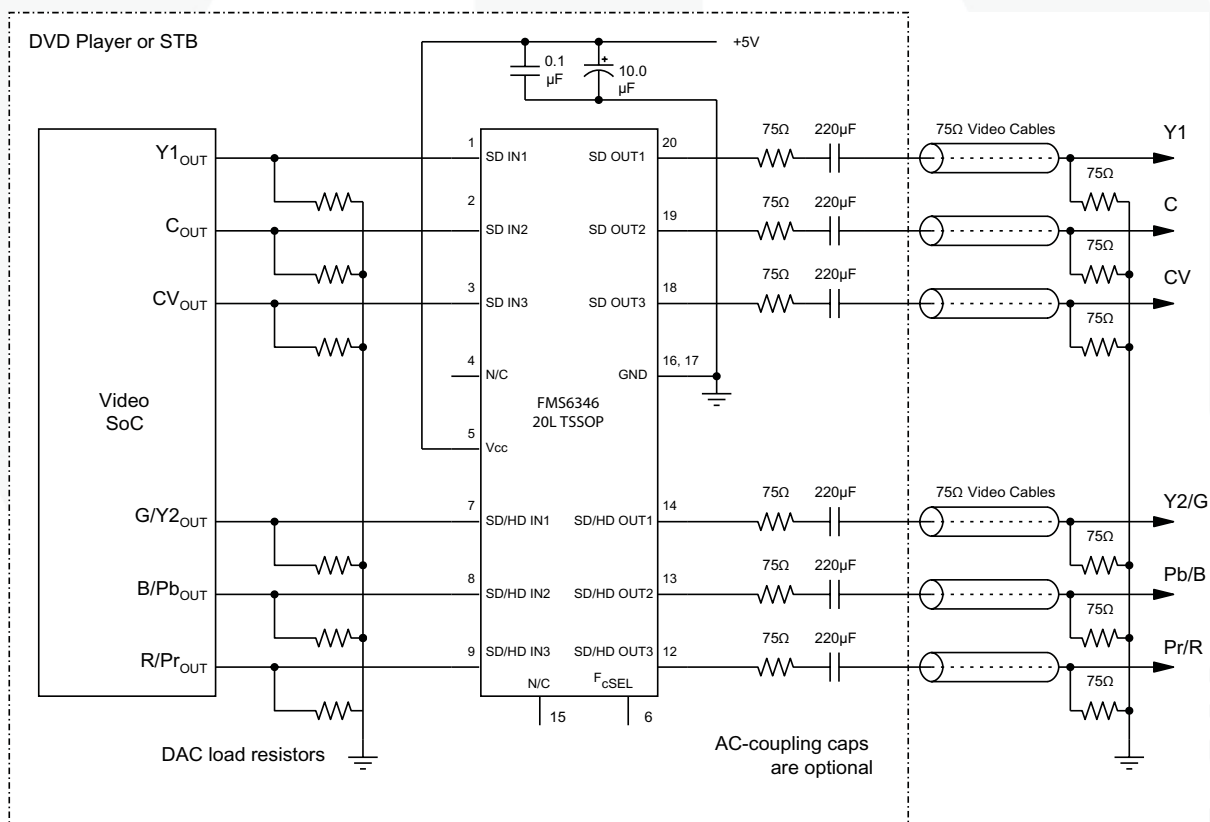 DVD Player or STB
+5V
0.1
µF
+
10.0
µF
Video
SoC
Y1OUT
COUT
CVOUT
G/Y2OUT
B/PbOUT
R/PrOUT
DAC load resistors
1
SD IN1
2
SD IN2
3
SD IN3
4
N/C
5
Vcc
7
SD/HD IN1
8
SD/HD IN2
9
SD/HD IN3
FMS6346
20L TSSOP
N/C
15
FcSEL
6
20
SD OUT1
19
SD OUT2
18
SD OUT3
16, 17
GND
14
SD/HD OUT1
13
SD/HD OUT2
12
SD/HD OUT3
75Ω 220µF
75Ω 220µF
75Ω 220µF
75Ω 220µF
75Ω 220µF
75Ω 220µF
AC-coupling caps
are optional
75Ω Video Cables
Y1
75Ω
C
75Ω
CV
75Ω
75Ω Video Cables
Y2/G
75Ω
Pb/B
75Ω
Pr/R
75Ω